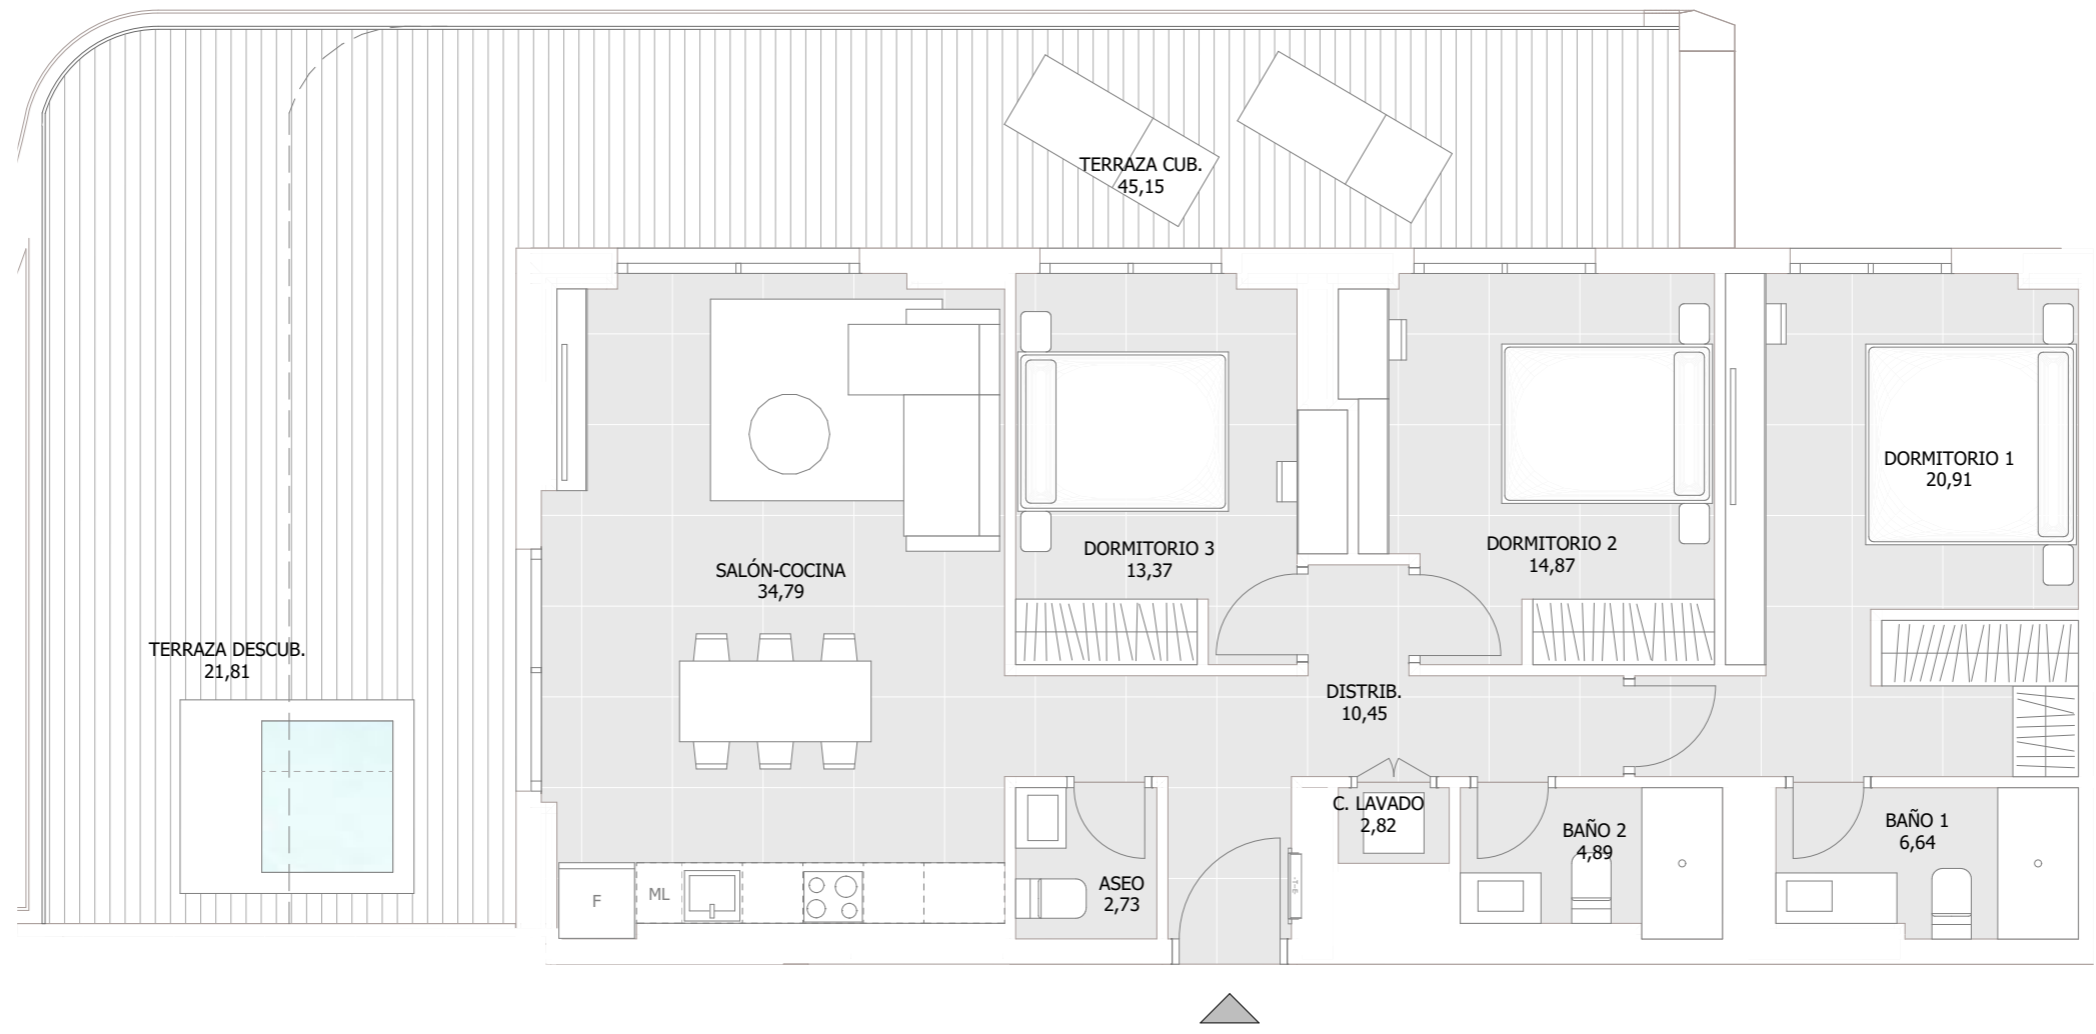 TERRAZA CUB.
45,15
DORMITORIO 1
20,91
DORMITORIO 2
14,87
DORMITORIO 3
13,37
SALÓN-COCINA
34,79
TERRAZA DESCUB.
21,81
DISTRIB.
10,45
C. LAVADO
2,82
BAÑO 2
4,89
BAÑO 1
6,64
ASEO
2,73
F
ML